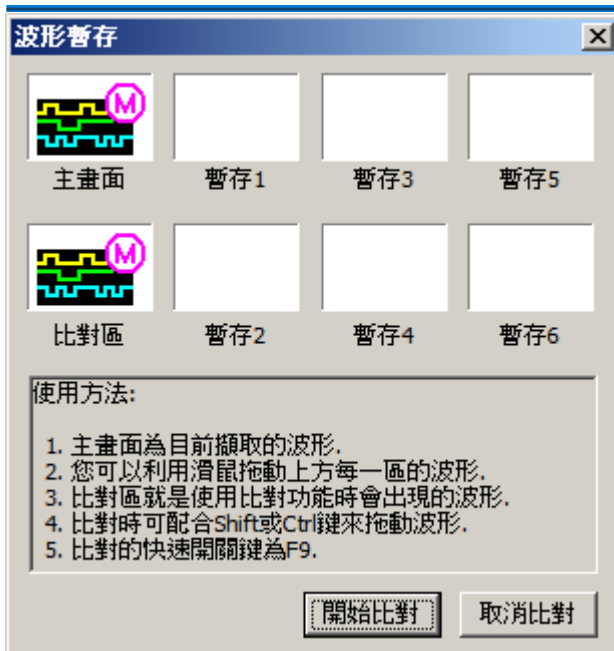 波形暫存
M
主畫面 暫存1 暫存3 暫存5
M
比對區 暫存2 暫存4 暫存6
使用方法:
1. 主畫面為目前擷取的波形.
2. 您可以利用滑鼠拖動上方每一區的波形.
3. 比對區就是使用比對功能時會出現的波形.
4. 比對時可配合Shift或Ctrl鍵來拖動波形.
5. 比對的快速開關鍵為F9.
開始比對 取消比對